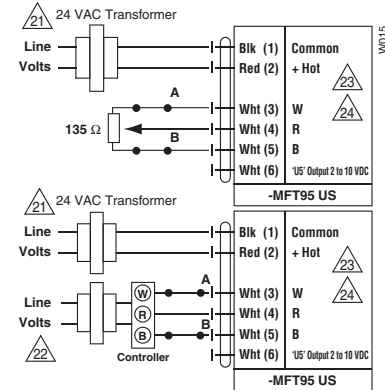 21 24 VAC Transformer
Line
Volts
Blk (1) Common
Red (2) + Hot
23
A
Wht (3) W
24
135 Ω
Wht (4) R
B
Wht (5) B
Wht (6) 'U5' Output 2 to 10 VDC
-MFT95 US
W015
21 24 VAC Transformer
Line
Volts
Blk (1) Common
Red (2) + Hot
23
A
W
Wht (3) W
24
Line
R
Wht (4) R
Volts
B
B
Wht (5) B
22
Controller
Wht (6) 'U5' Output 2 to 10 VDC
-MFT95 US